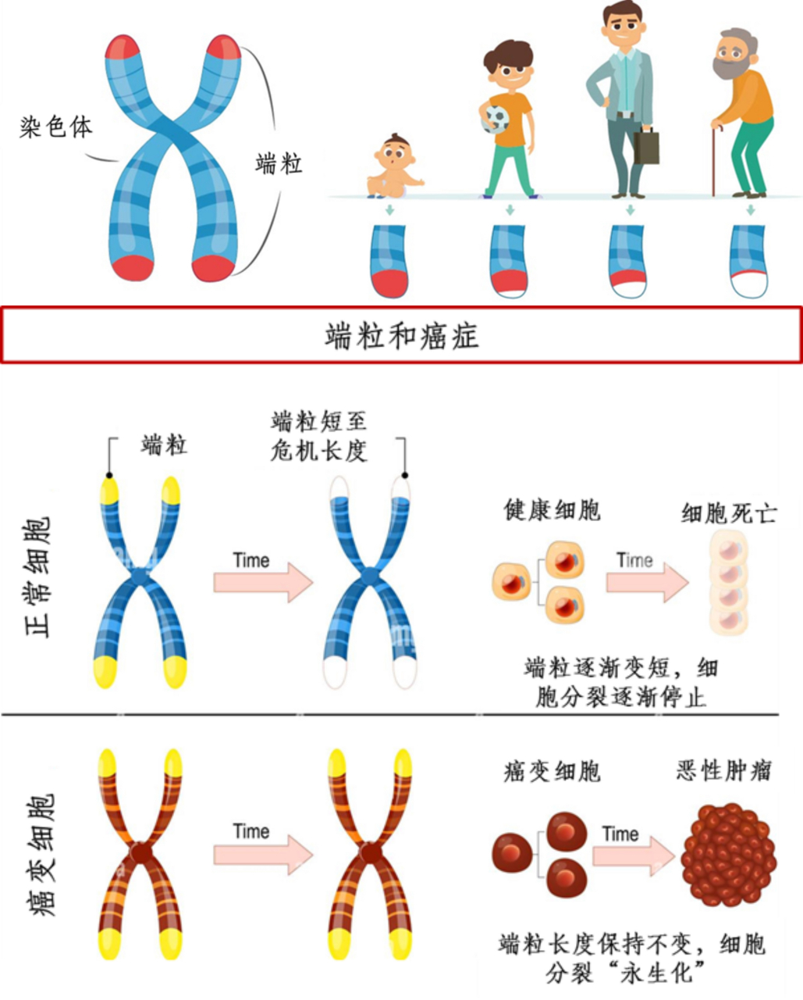 染色体
端粒
端粒和癌症
正常细胞
端粒
端粒短至
危机长度
Time
健康细胞
细胞死亡
Time
端粒逐渐变短，细
胞分裂逐渐停止
癌变细胞
Time
癌变细胞
恶性肿瘤
Time
端粒长度保持不变，细胞
分裂“永生化”